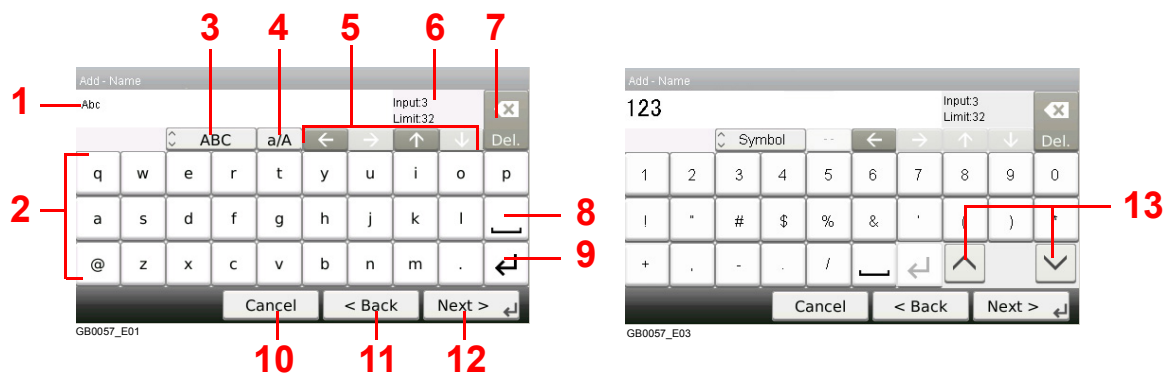 3 4 5 6 7
Add - Name
1 Abc Input:3
Limit:32
ABC a/A ← → ↑ ↓ Del.
2
q w e r t y u i o p
a s d f g h j k l 8
@ z x c v b n m . 9
Cancel < Back Next >
GB0057_E01
10 11 12
Add - Name
123 Input:3
Limit:32
Symbol -- ← → ↑ ↓ Del.
1 2 3 4 5 6 7 8 9 0
! " # $ % & ' ( ) *
13
+ , - . /
Cancel < Back Next >
GB0057_E03